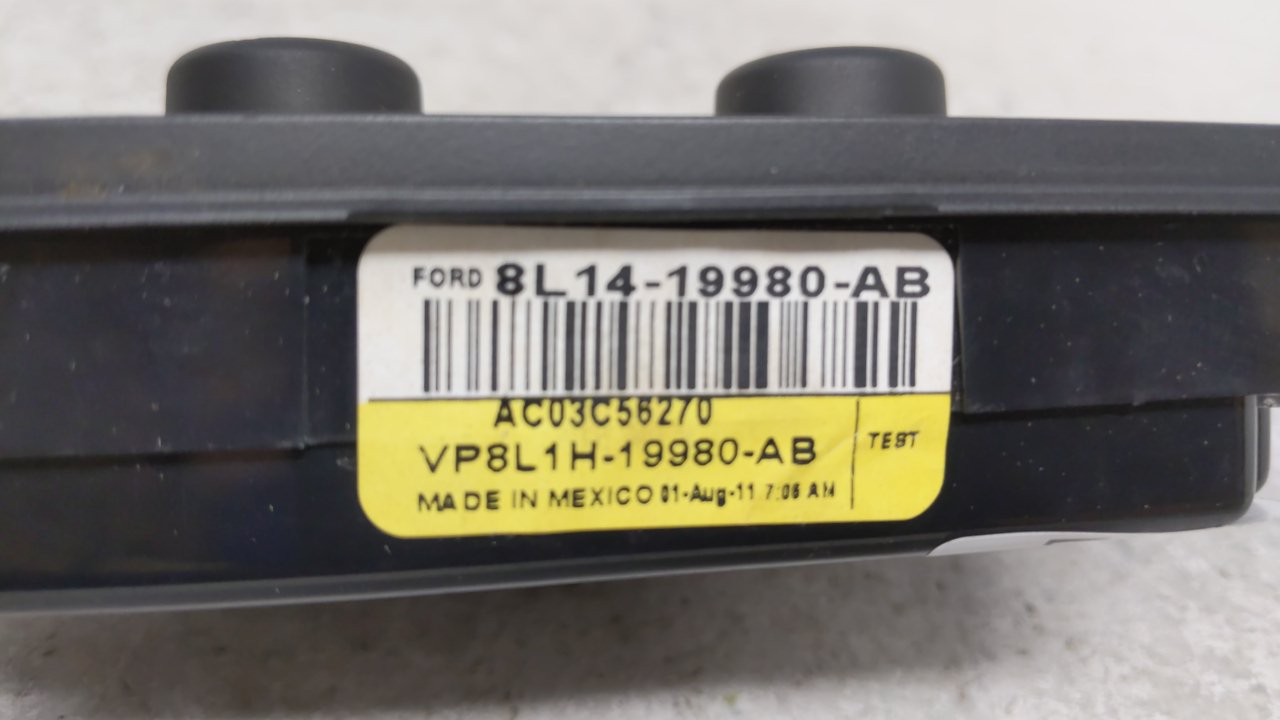 FORD 8L14-19980-AB
AC03C56270
VP8L1H-19980-AB
TEST
MADE IN MEXICO 01-Aug-11 7:06 AM